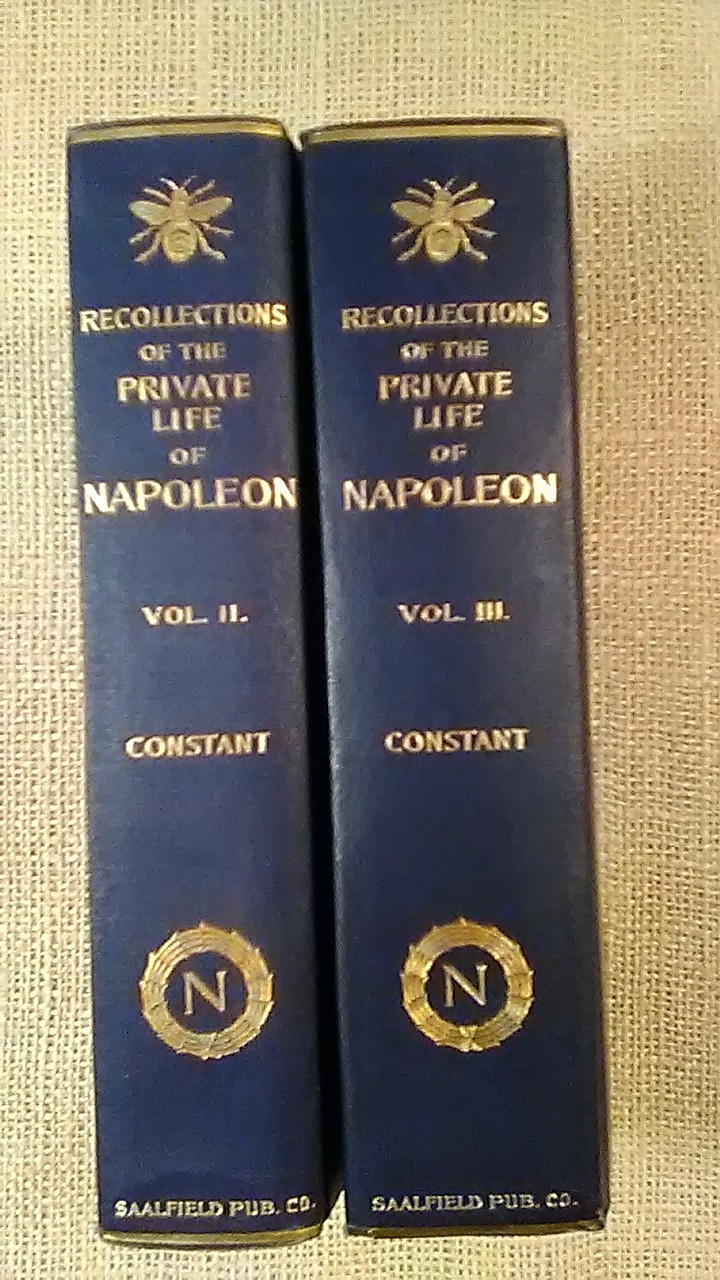 RECOLLECTIONS
OF THE
PRIVATE
LIFE
OF
NAPOLEON
VOL. II.
CONSTANT
N
SAALFIELD PUB. CO.
RECOLLECTIONS
OF THE
PRIVATE
LIFE
OF
NAPOLEON
VOL. III.
CONSTANT
N
SAALFIELD PUB. CO.